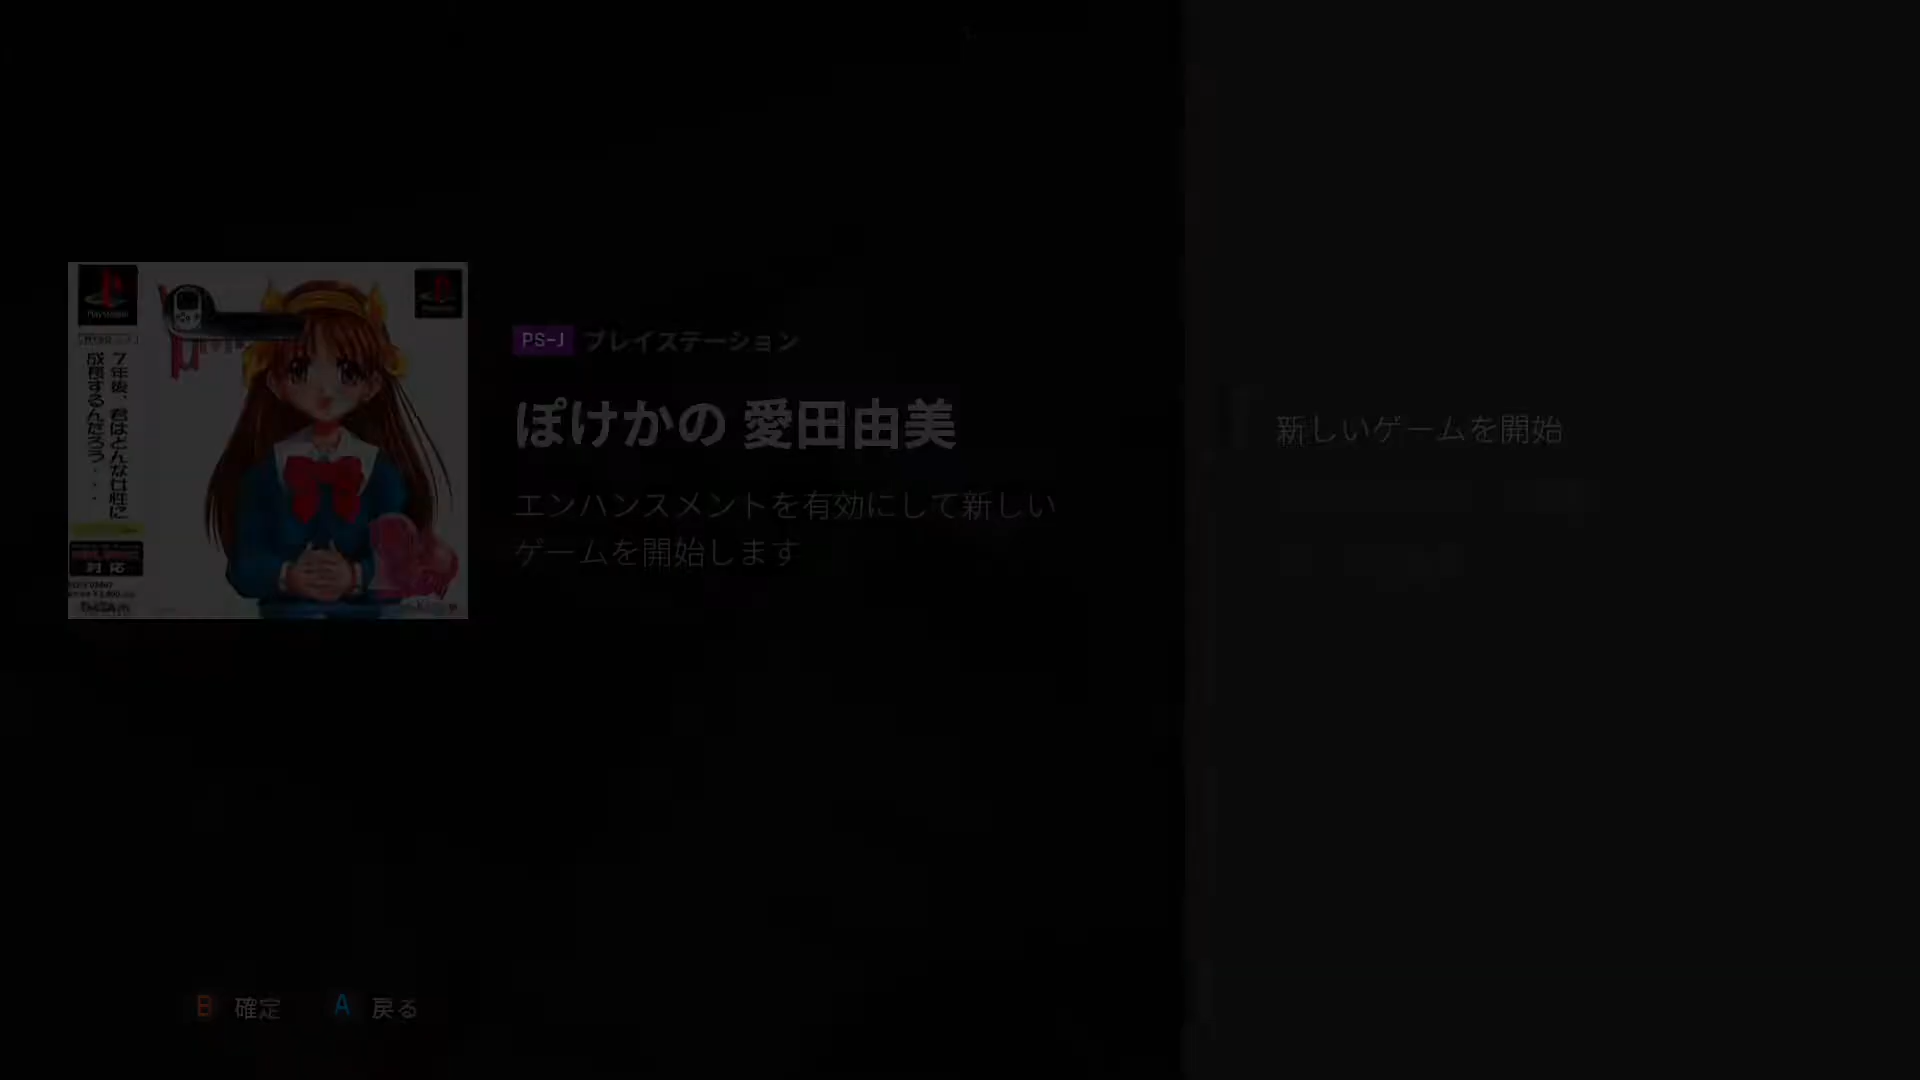 PS-J プレイステーション
ぽけかの 愛田由美
エンハンスメントを有効にして新しい
ゲームを開始します
新しいゲームを開始
7年後、君はどんな女性に
成長するんだろう・・・
対応
PlayStation
B 確定 A 戻る